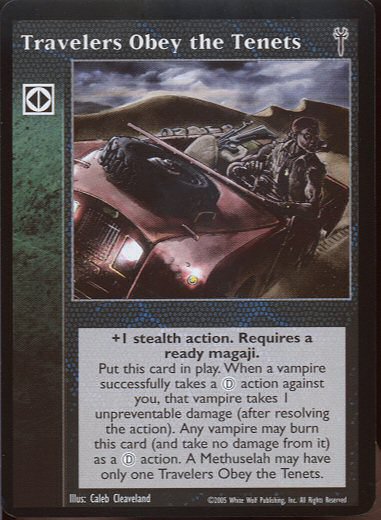 Travelers Obey the Tenets
+1 stealth action. Requires a
ready magaji.
Put this card in play. When a vampire
successfully takes a Ⓓ action against
you, that vampire takes 1
unpreventable damage (after resolving
the action). Any vampire may burn
this card (and take no damage from it)
as a Ⓓ action. A Methuselah may have
only one Travelers Obey the Tenets.
Illus: Caleb Cleaveland ©2005 White Wolf Publishing, Inc. All Rights Reserved